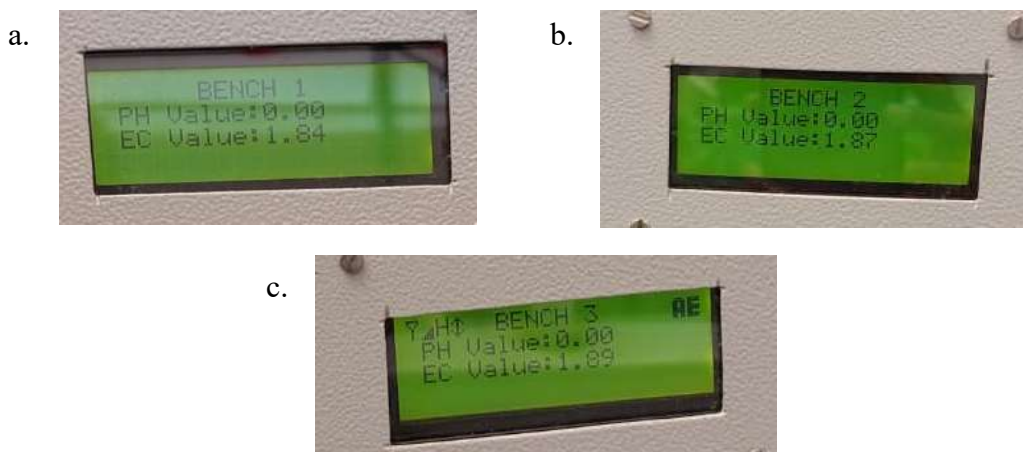 a.
BENCH 1
PH Value:0.00
EC Value:1.84
b.
BENCH 2
PH Value:0.00
EC Value:1.87
c.
H BENCH 3 AE
PH Value:0.00
EC Value:1.89